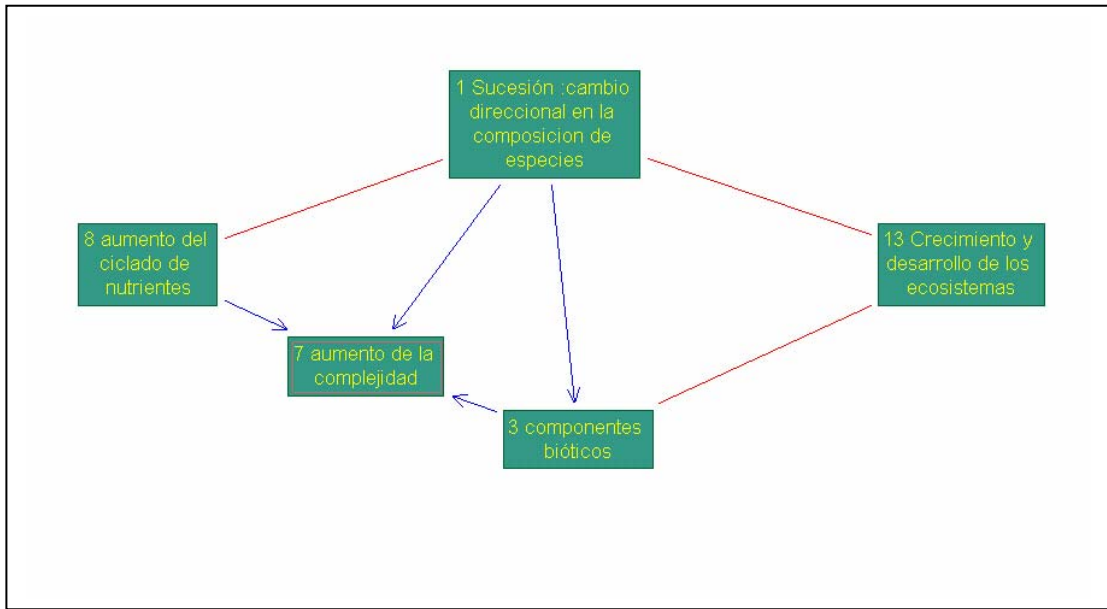 1 Sucesión :cambio
direccional en la
composicion de
especies
8 aumento del
ciclado de
nutrientes
13 Crecimiento y
desarrollo de los
ecosistemas
7 aumento de la
complejidad
3 componentes
bióticos